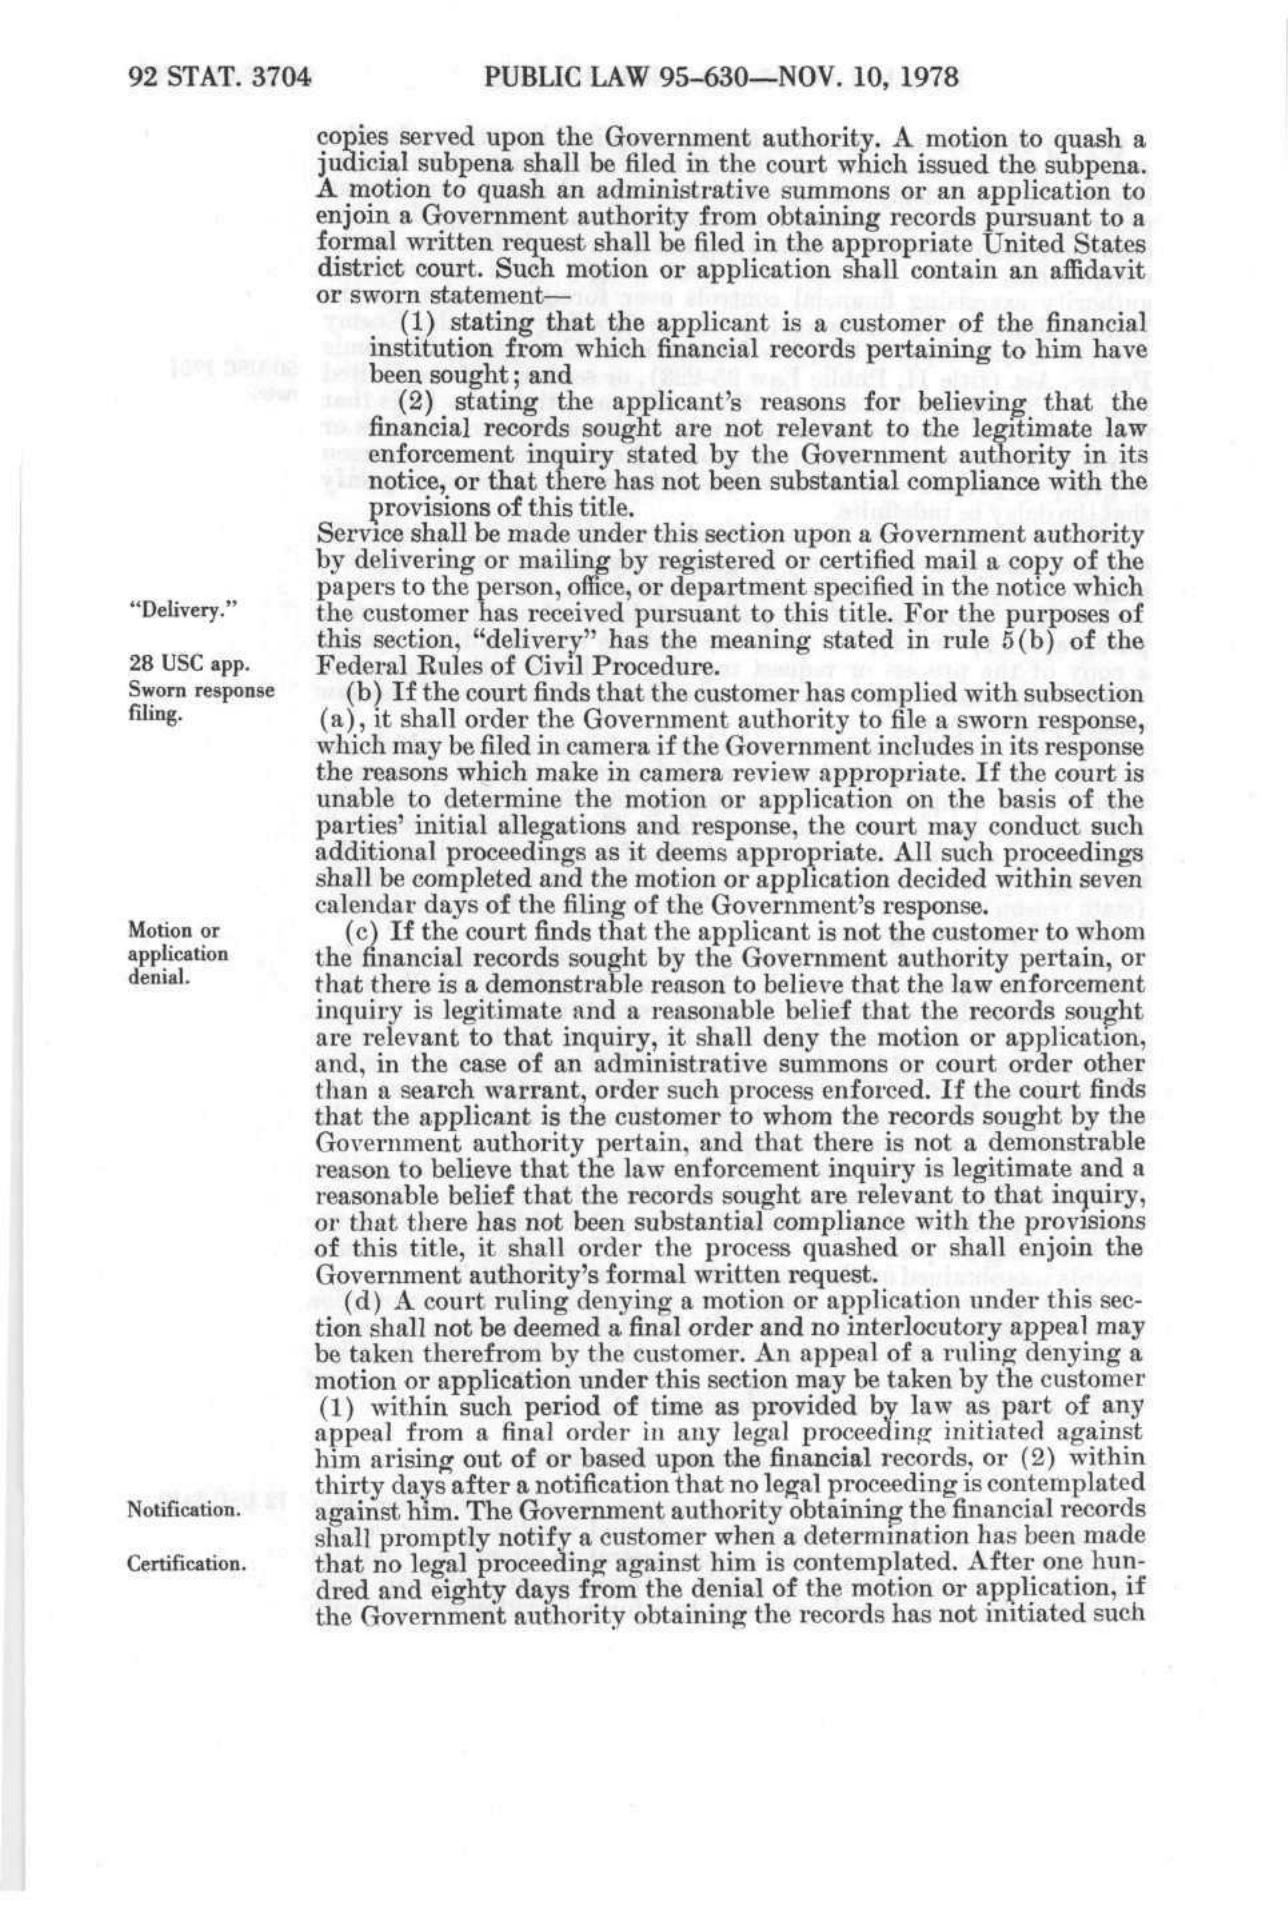 92 STAT. 3704 PUBLIC LAW 95-630—NOV. 10, 1978
copies served upon the Government authority. A motion to quash a
judicial subpena shall be filed in the court which issued the subpena.
A motion to quash an administrative summons or an application to
enjoin a Government authority from obtaining records pursuant to a
formal written request shall be filed in the appropriate United States
district court. Such motion or application shall contain an affidavit
or sworn statement—
(1) stating that the applicant is a customer of the financial
institution from which financial records pertaining to him have
been sought; and
(2) stating the applicant's reasons for believing that the
financial records sought are not relevant to the legitimate law
enforcement inquiry stated by the Government authority in its
notice, or that there has not been substantial compliance with the
provisions of this title.
Service shall be made under this section upon a Government authority
by delivering or mailing by registered or certified mail a copy of the
papers to the person, office, or department specified in the notice which
“Delivery.” the customer has received pursuant to this title. For the purposes of
this section, “delivery” has the meaning stated in rule 5(b) of the
28 USC app. Federal Rules of Civil Procedure.
Sworn response (b) If the court finds that the customer has complied with subsection
filing. (a), it shall order the Government authority to file a sworn response,
which may be filed in camera if the Government includes in its response
the reasons which make in camera review appropriate. If the court is
unable to determine the motion or application on the basis of the
parties' initial allegations and response, the court may conduct such
additional proceedings as it deems appropriate. All such proceedings
shall be completed and the motion or application decided within seven
calendar days of the filing of the Government's response.
Motion or (c) If the court finds that the applicant is not the customer to whom
application the financial records sought by the Government authority pertain, or
denial. that there is a demonstrable reason to believe that the law enforcement
inquiry is legitimate and a reasonable belief that the records sought
are relevant to that inquiry, it shall deny the motion or application,
and, in the case of an administrative summons or court order other
than a search warrant, order such process enforced. If the court finds
that the applicant is the customer to whom the records sought by the
Government authority pertain, and that there is not a demonstrable
reason to believe that the law enforcement inquiry is legitimate and a
reasonable belief that the records sought are relevant to that inquiry,
or that there has not been substantial compliance with the provisions
of this title, it shall order the process quashed or shall enjoin the
Government authority's formal written request.
(d) A court ruling denying a motion or application under this sec-
tion shall not be deemed a final order and no interlocutory appeal may
be taken therefrom by the customer. An appeal of a ruling denying a
motion or application under this section may be taken by the customer
(1) within such period of time as provided by law as part of any
appeal from a final order in any legal proceeding initiated against
him arising out of or based upon the financial records, or (2) within
thirty days after a notification that no legal proceeding is contemplated
Notification. against him. The Government authority obtaining the financial records
shall promptly notify a customer when a determination has been made
Certification. that no legal proceeding against him is contemplated. After one hun-
dred and eighty days from the denial of the motion or application, if
the Government authority obtaining the records has not initiated such